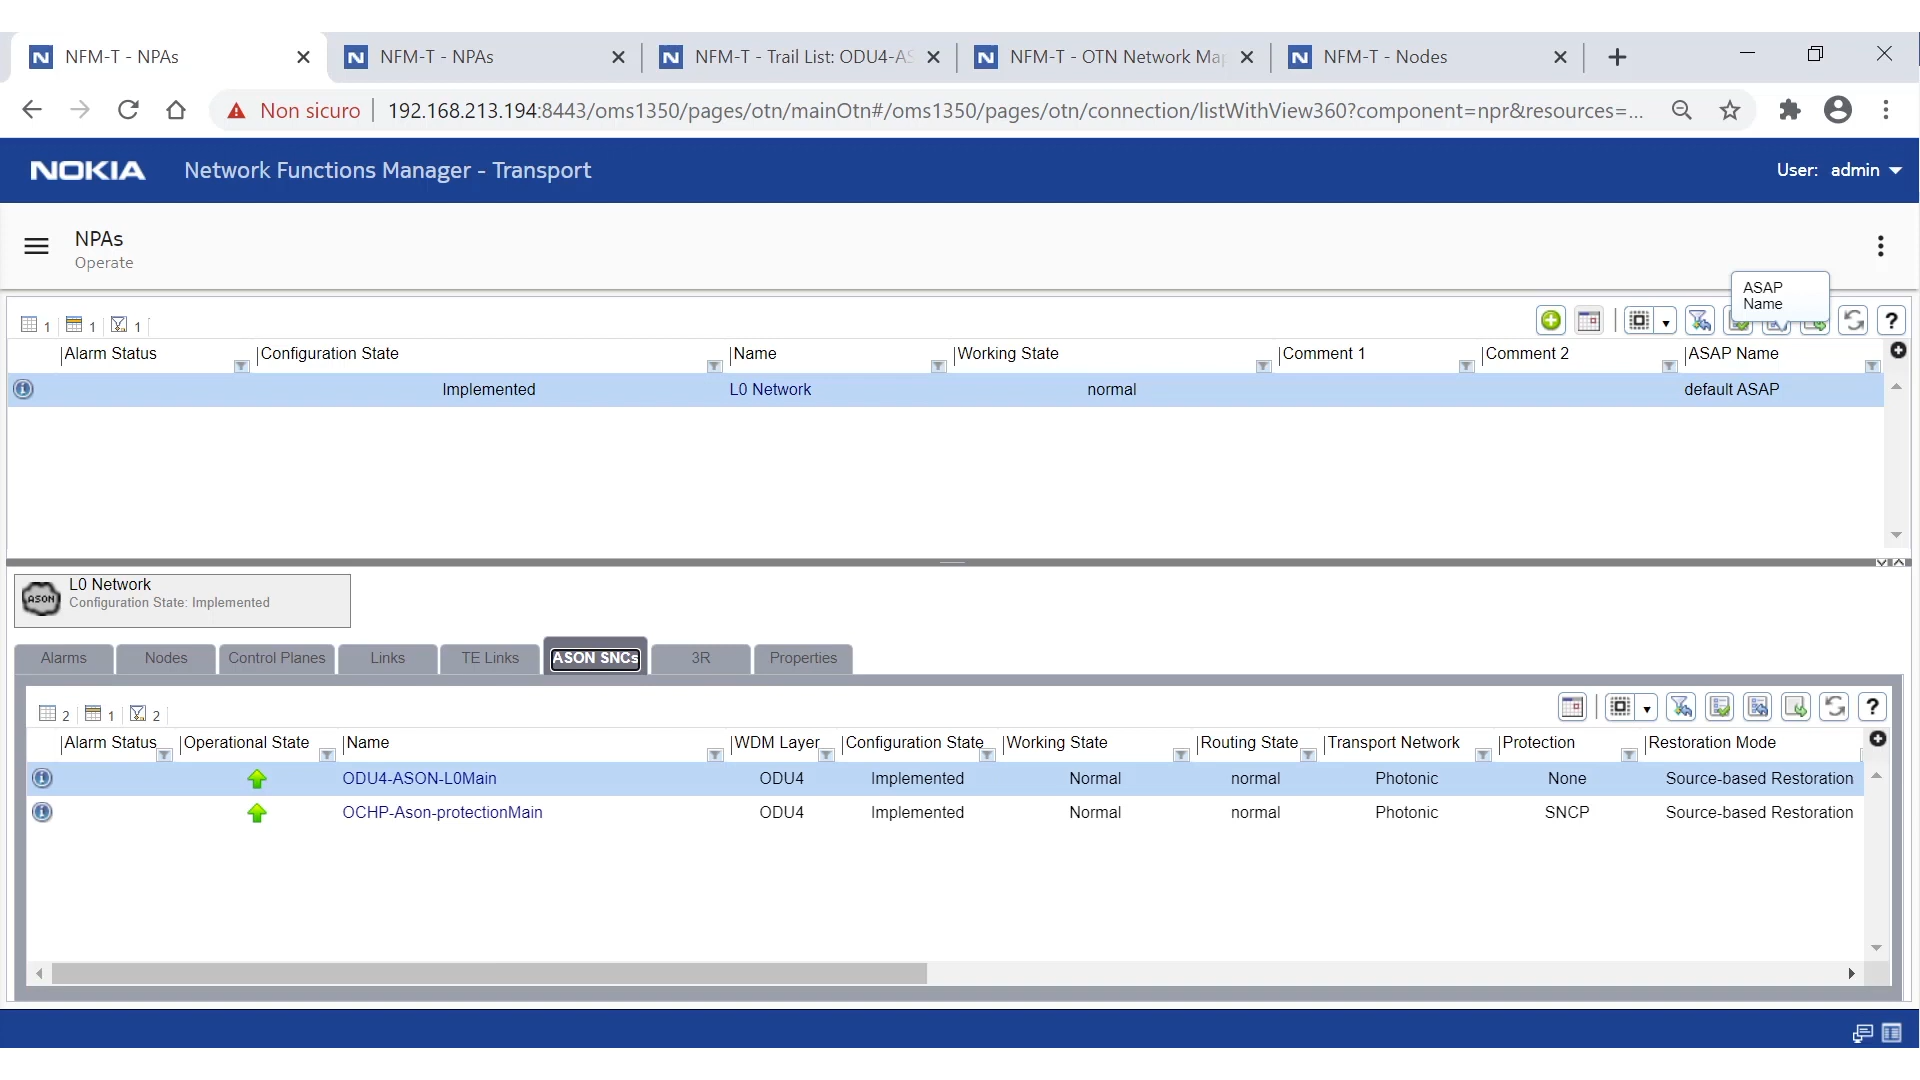 NFM-T - NPAs
NFM-T - NPAs
NFM-T - Trail List: ODU4-AS
NFM-T - OTN Network Map
NFM-T - Nodes
Non sicuro
192.168.213.194:8443/oms1350/pages/otn/mainOtn#/oms1350/pages/otn/connection/listWithView360?component=npr&resources=...
NOKIA Network Functions Manager - Transport
User: admin
NPAs
Operate
ASAP
Name
1 1 1
?
Alarm Status Configuration State Name Working State Comment 1 Comment 2 ASAP Name
Implemented L0 Network normal default ASAP
ASON
L0 Network
Configuration State: Implemented
Alarms Nodes Control Planes Links TE Links ASON SNCs 3R Properties
2 1 2
?
Alarm Status Operational State Name WDM Layer Configuration State Working State Routing State Transport Network Protection Restoration Mode
ODU4-ASON-L0Main ODU4 Implemented Normal normal Photonic None Source-based Restoration
OCHP-Ason-protectionMain ODU4 Implemented Normal normal Photonic SNCP Source-based Restoration